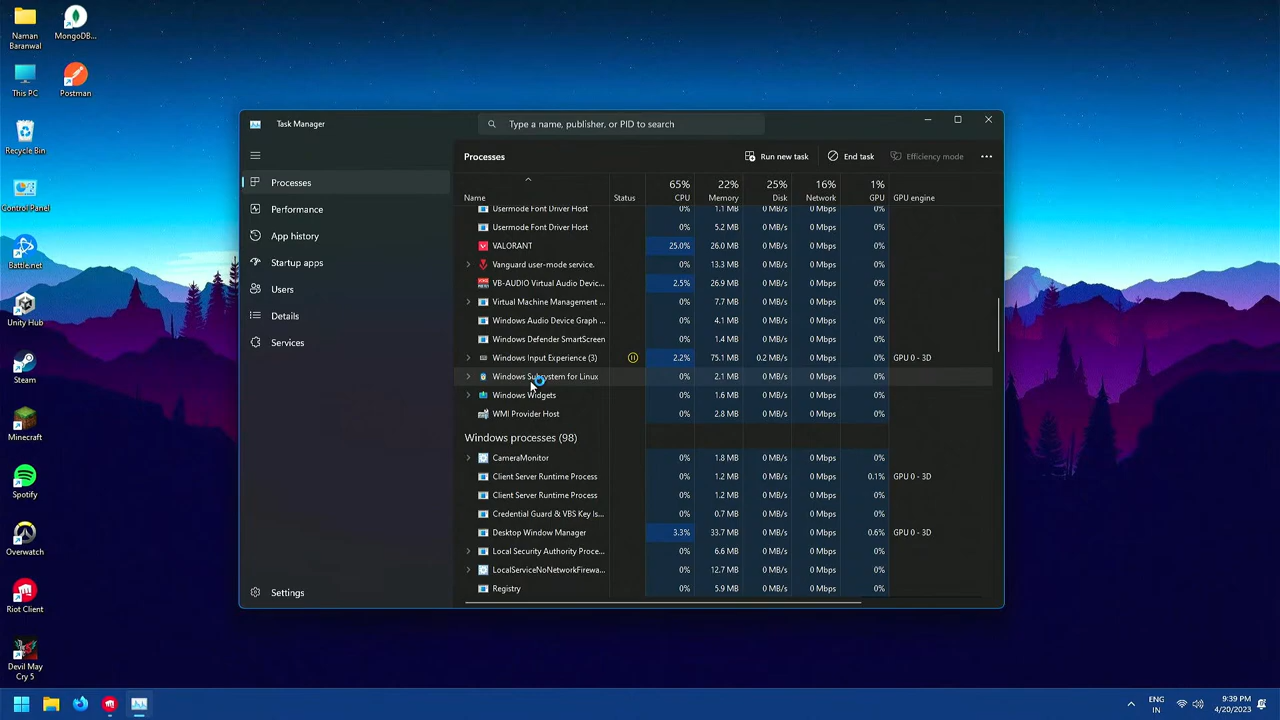 Naman
Baranwal
MongoDB...
This PC
Postman
Recycle Bin
Control Panel
Battle.net
Unity Hub
Steam
Minecraft
Spotify
Overwatch
Riot Client
Devil May
Cry 5
Task Manager
Type a name, publisher, or PID to search
Processes
Performance
App history
Startup apps
Users
Details
Services
Settings
Processes
Run new task
End task
Efficiency mode
65% 22% 25% 16% 1%
Name Status CPU Memory Disk Network GPU GPU engine
Usermode Font Driver Host 0% 1.1 MB 0 MB/s 0 Mbps 0%
Usermode Font Driver Host 0% 5.2 MB 0 MB/s 0 Mbps 0%
VALORANT 25.0% 26.0 MB 0 MB/s 0 Mbps 0%
Vanguard user-mode service. 0% 13.3 MB 0 MB/s 0 Mbps 0%
VB-AUDIO Virtual Audio Devic... 2.5% 26.9 MB 0 MB/s 0 Mbps 0%
Virtual Machine Management ... 0% 7.7 MB 0 MB/s 0 Mbps 0%
Windows Audio Device Graph ... 0% 4.1 MB 0 MB/s 0 Mbps 0%
Windows Defender SmartScreen 0% 1.4 MB 0 MB/s 0 Mbps 0%
Windows Input Experience (3) 2.2% 75.1 MB 0.2 MB/s 0 Mbps 0% GPU 0 - 3D
Windows Subsystem for Linux 0% 2.1 MB 0 MB/s 0 Mbps 0%
Windows Widgets 0% 1.6 MB 0 MB/s 0 Mbps 0%
WMI Provider Host 0% 2.8 MB 0 MB/s 0 Mbps 0%
Windows processes (98)
CameraMonitor 0% 1.8 MB 0 MB/s 0 Mbps 0%
Client Server Runtime Process 0% 1.2 MB 0 MB/s 0 Mbps 0.1% GPU 0 - 3D
Client Server Runtime Process 0% 1.2 MB 0 MB/s 0 Mbps 0%
Credential Guard & VBS Key Is... 0% 0.7 MB 0 MB/s 0 Mbps 0%
Desktop Window Manager 3.3% 33.7 MB 0 MB/s 0 Mbps 0.6% GPU 0 - 3D
Local Security Authority Proce... 0% 6.6 MB 0 MB/s 0 Mbps 0%
LocalServiceNoNetworkFirewa... 0% 12.7 MB 0 MB/s 0 Mbps 0%
Registry 0% 5.9 MB 0 MB/s 0 Mbps 0%
ENG
IN
9:39 PM
4/20/2023